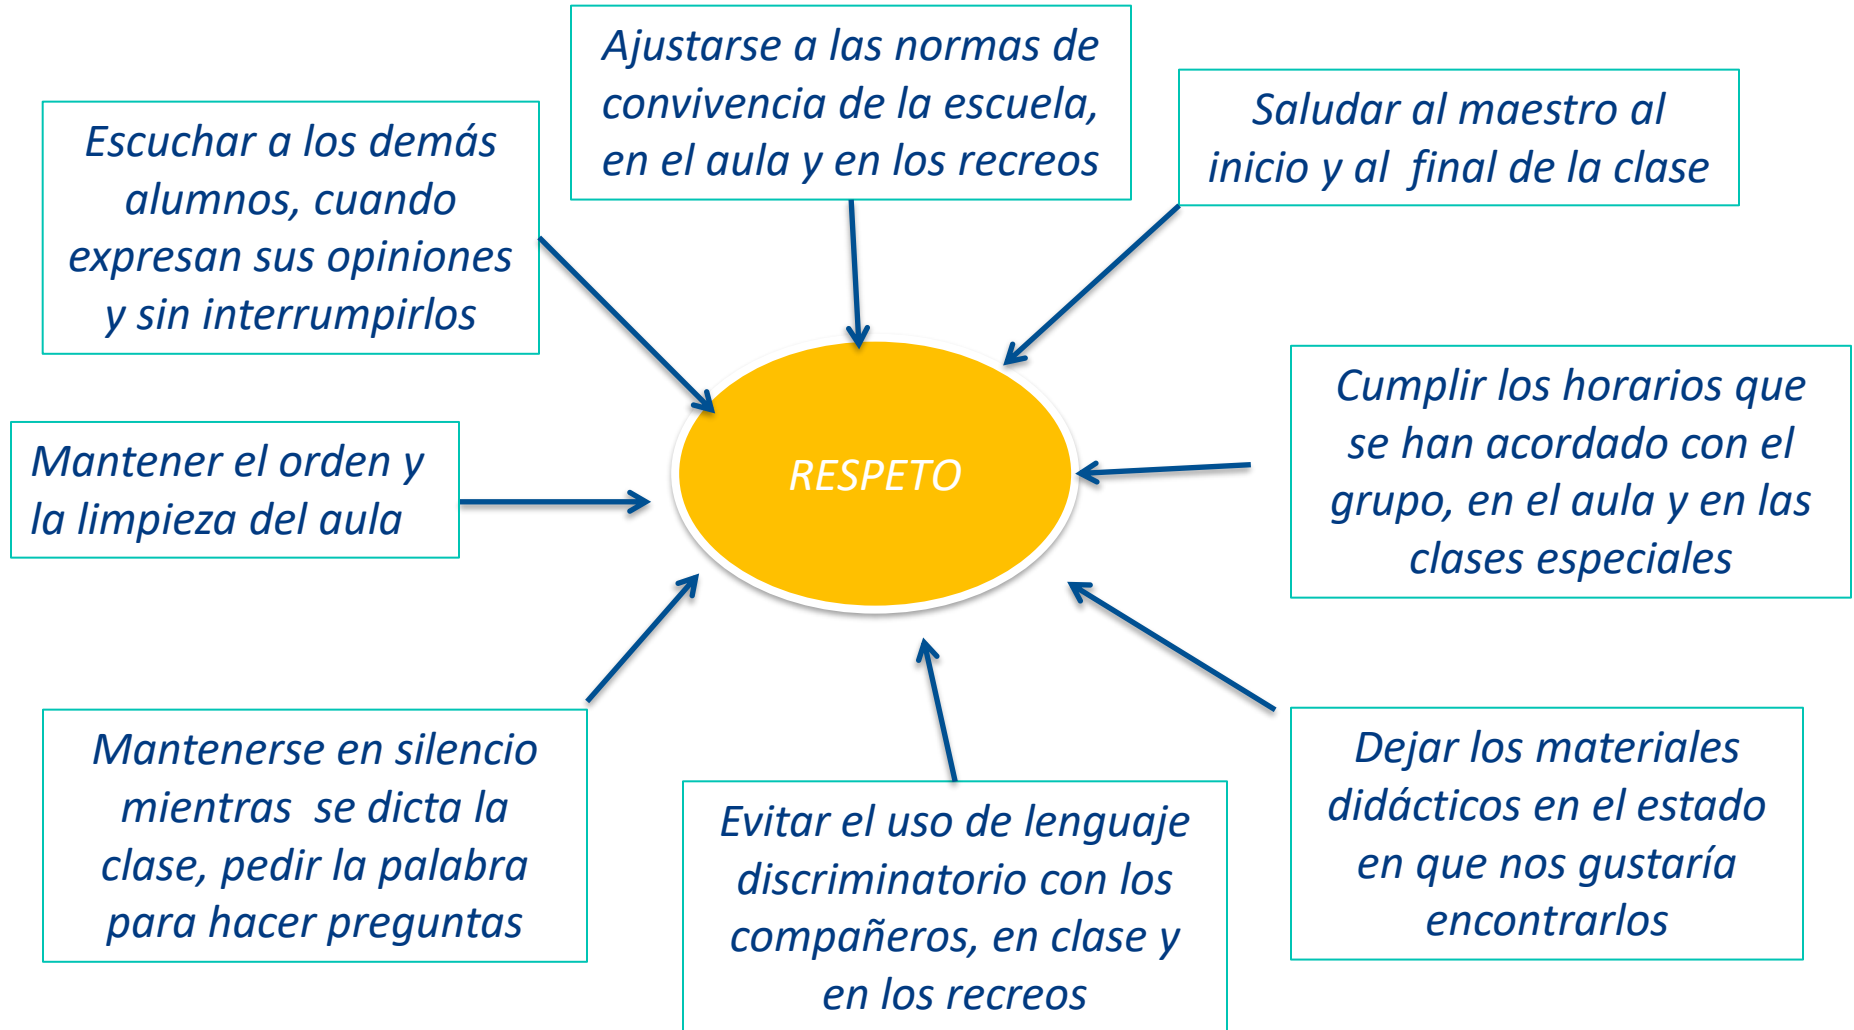 Ajustarse a las normas de
convivencia de la escuela,
en el aula y en los recreos
Saludar al maestro al
inicio y al final de la clase
Escuchar a los demás
alumnos, cuando
expresan sus opiniones
y sin interrumpirlos
Cumplir los horarios que
se han acordado con el
grupo, en el aula y en las
clases especiales
Mantener el orden y
la limpieza del aula
RESPETO
Mantenerse en silencio
mientras se dicta la
clase, pedir la palabra
para hacer preguntas
Evitar el uso de lenguaje
discriminatorio con los
compañeros, en clase y
en los recreos
Dejar los materiales
didácticos en el estado
en que nos gustaría
encontrarlos